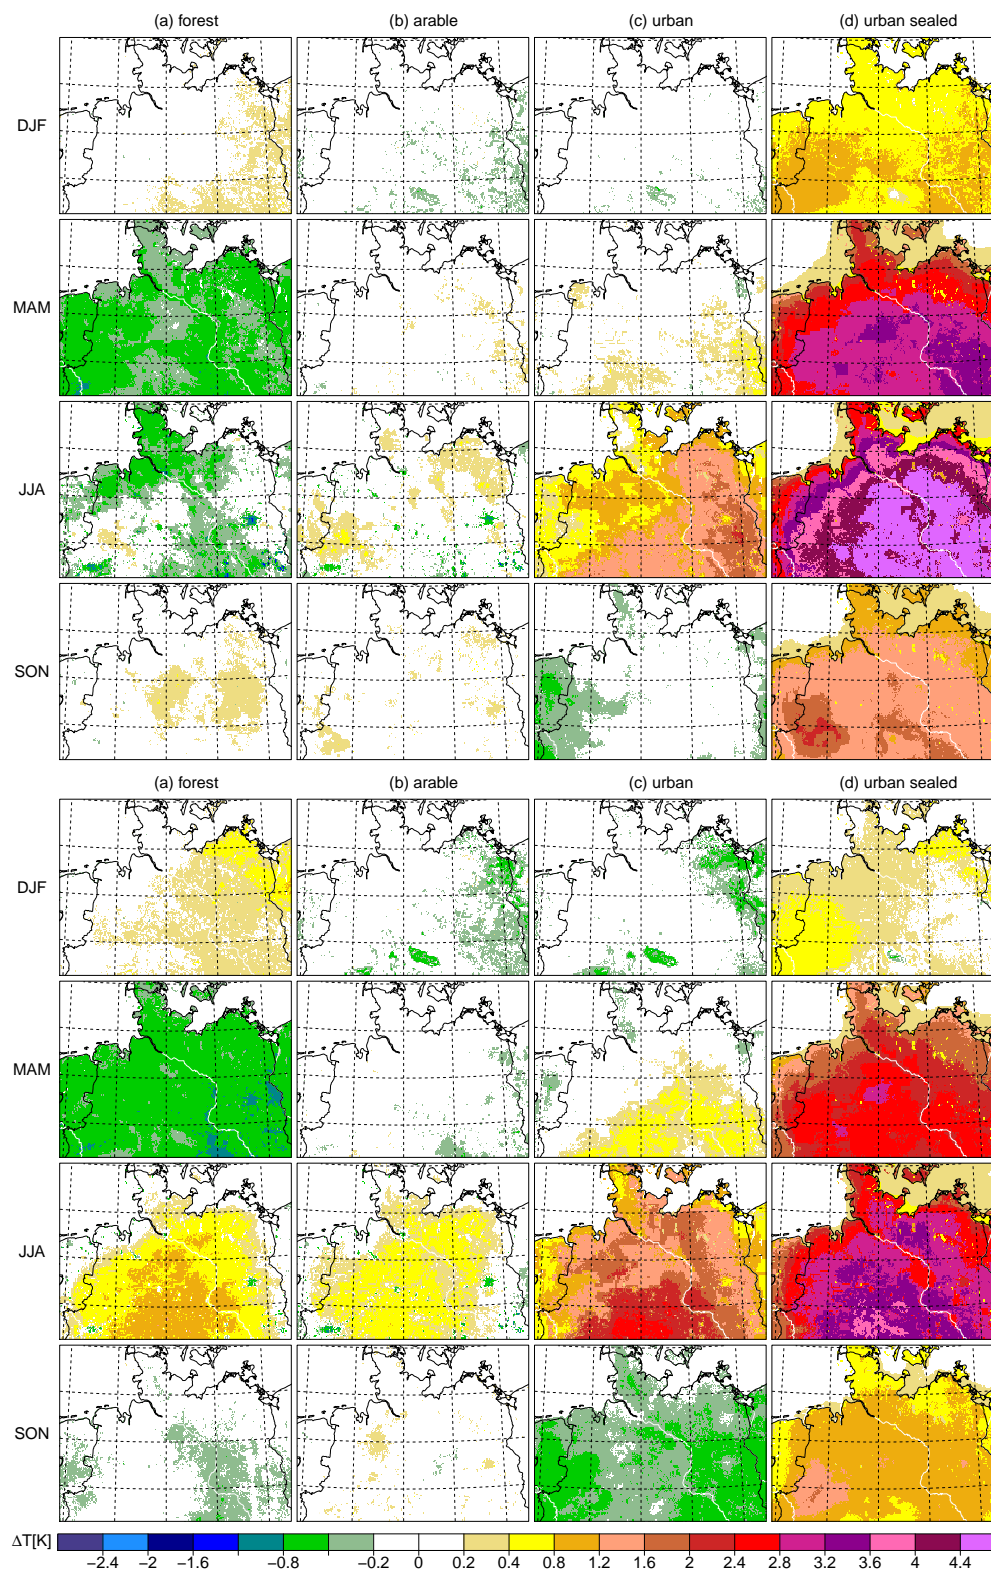 (a) forest (b) arable (c) urban (d) urban sealed
DJF
MAM
JJA
SON
(a) forest (b) arable (c) urban (d) urban sealed
DJF
MAM
JJA
SON
ΔT[K]
−2.4 −2 −1.6 −0.8 −0.2 0 0.2 0.4 0.8 1.2 1.6 2 2.4 2.8 3.2 3.6 4 4.4